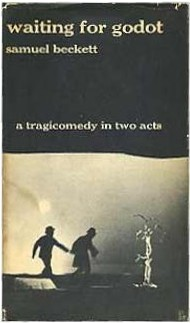 waiting for godot
samuel beckett
a tragicomedy in two acts